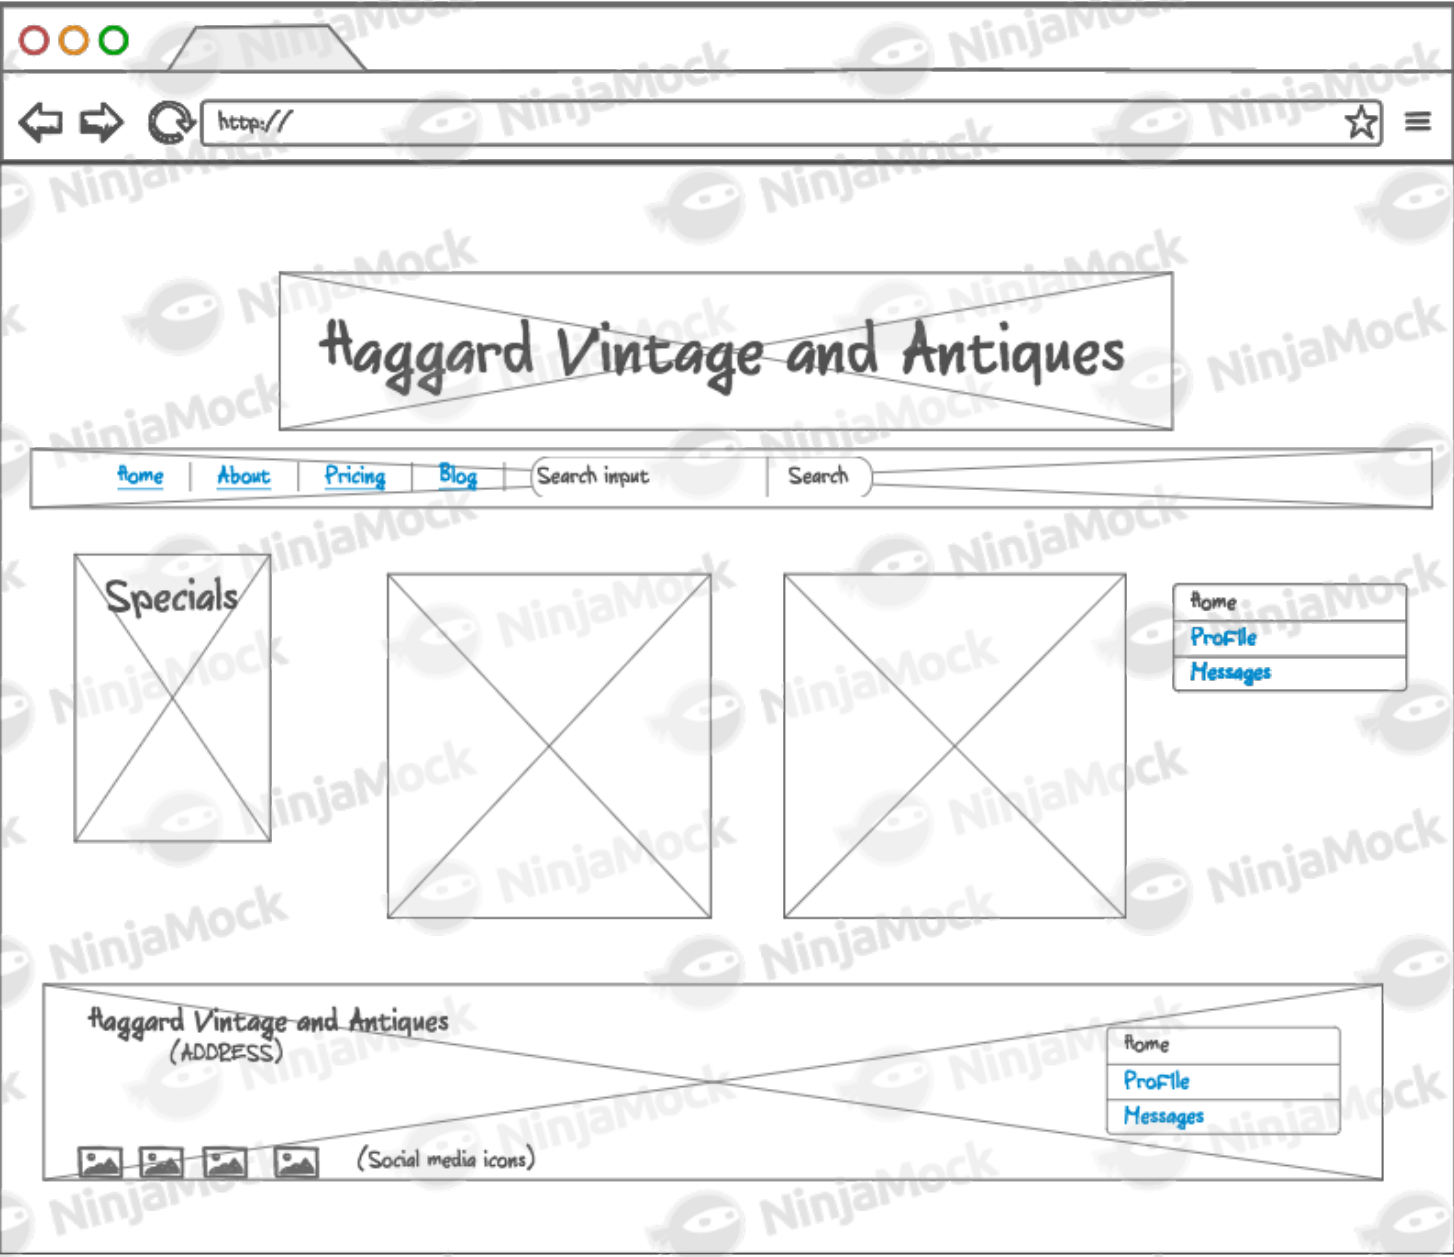 http://
Haggard Vintage and Antiques
Home About Pricing Blog Search input Search
Specials
Home
Profile
Messages
Haggard Vintage and Antiques
(ADDRESS)
Home
Profile
Messages
(Social media icons)
NinjaMock